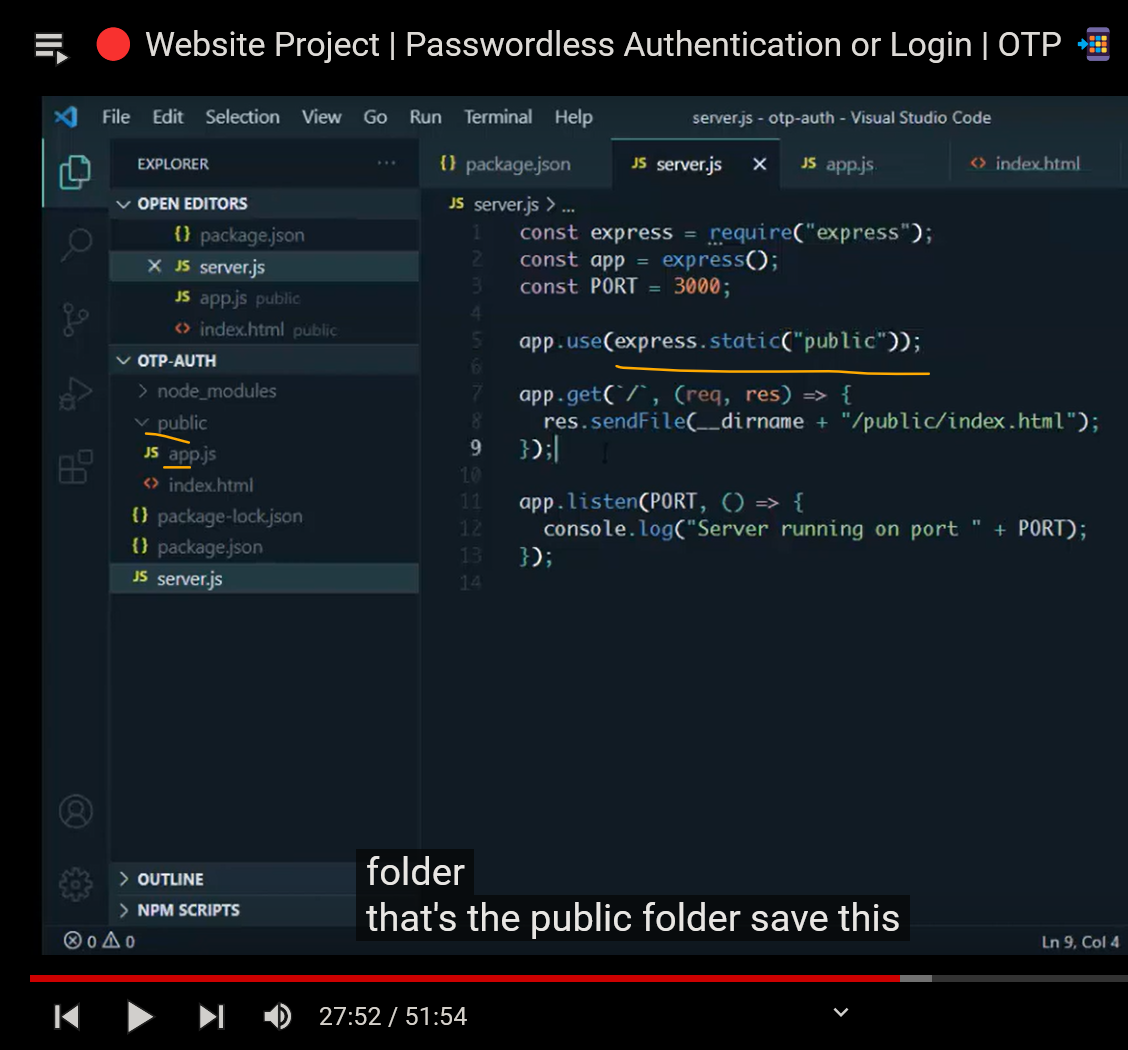 Website Project | Passwordless Authentication or Login | OTP
File Edit Selection View Go Run Terminal Help server.js - otp-auth - Visual Studio Code
EXPLORER ...
{} package.json JS server.js × JS app.js <> index.html
OPEN EDITORS
{} package.json
× JS server.js
JS app.js public
<> index.html public
OTP-AUTH
> node_modules
public
JS app.js
<> index.html
{} package-lock.json
{} package.json
JS server.js
OUTLINE
NPM SCRIPTS
JS server.js > ...
1 const express = require("express");
2 const app = express();
3 const PORT = 3000;
4
5 app.use(express.static("public"));
6
7 app.get(`/`, (req, res) => {
8 res.sendFile(__dirname + "/public/index.html");
9 });
10
11 app.listen(PORT, () => {
12 console.log("Server running on port " + PORT);
13 });
14
folder
that's the public folder save this
0 0
Ln 9, Col 4
27:52 / 51:54